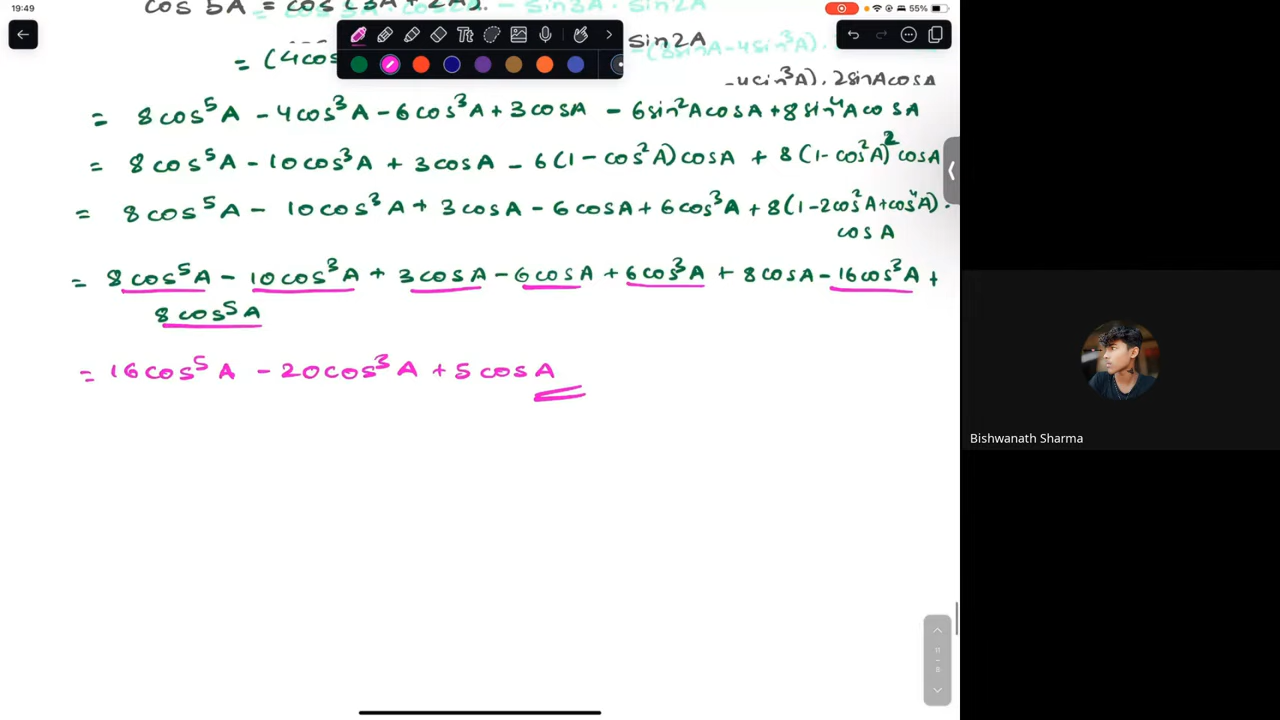 19:49
55%
cos 5A = cos (3A + 2A).
sin2A
= (4cos
-4sin³A). 2sinAcosA
= 8cos⁵A - 4cos³A - 6cos³A + 3cosA - 6sin²AcosA + 8sin⁴AcosA
= 8cos⁵A - 10cos³A + 3cosA - 6(1 - cos²A)cosA + 8(1-cos²A)²cosA
= 8cos⁵A - 10cos³A + 3cosA - 6cosA + 6cos³A + 8(1-2cos²A+cos⁴A).
cosA
= 8cos⁵A - 10cos³A + 3cosA - 6cosA + 6cos³A + 8cosA - 16cos³A +
8cos⁵A
= 16cos⁵A - 20cos³A + 5cosA
Bishwanath Sharma